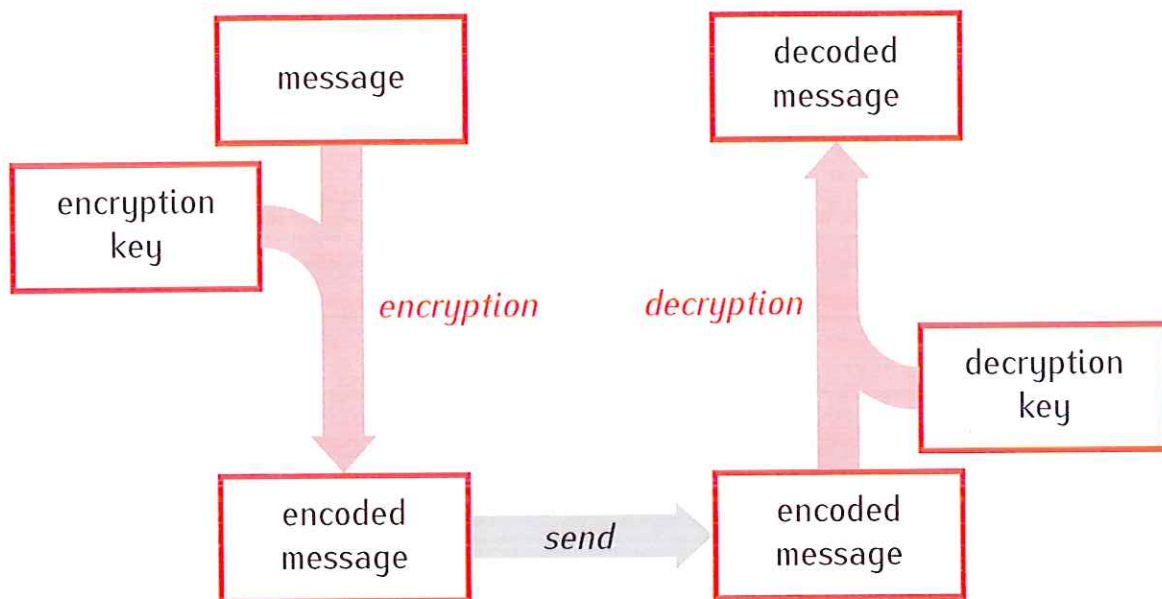 message
encryption
key
encryption
encoded
message
send
decoded
message
decryption
decryption
key
encoded
message